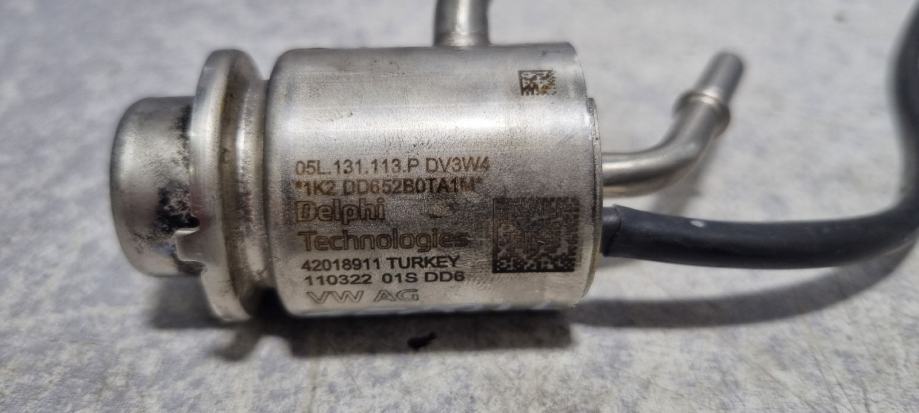 05L.131.113.P DV3W4
*1K2 DD652B0TA1M*
Delphi
Technologies
42018911 TURKEY
110322 01S DD6
VW AG